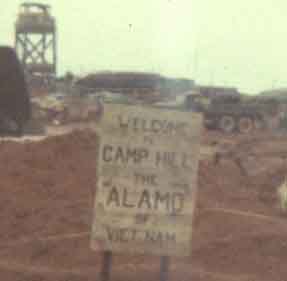 WELCOME
TO
CAMP HILL
THE
"ALAMO"
OF
VIET NAM